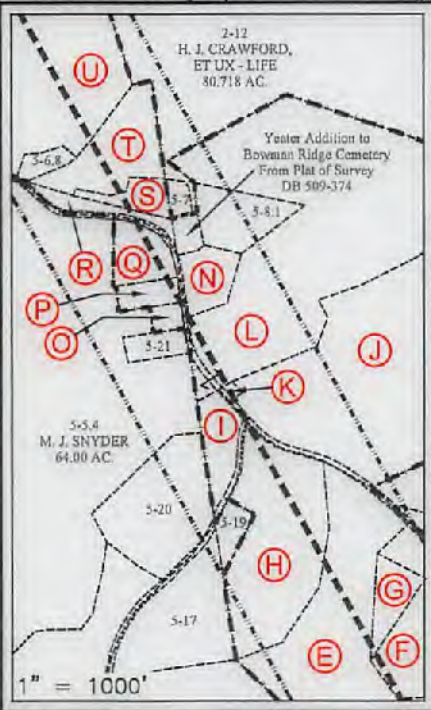 2-12
H. J. CRAWFORD,
ET UX - LIFE
80.718 AC.
U
Yeater Addition to
Bowman Ridge Cemetery
From Plat of Survey
DB 509-374
T
5-6.8
S
5-7
5-8.1
R
Q
N
P
O
L
J
5-21
K
I
5-5.4
M. J. SNYDER
64.00 AC.
5-20
5-19
H
G
5-17
E
F
1" = 1000'